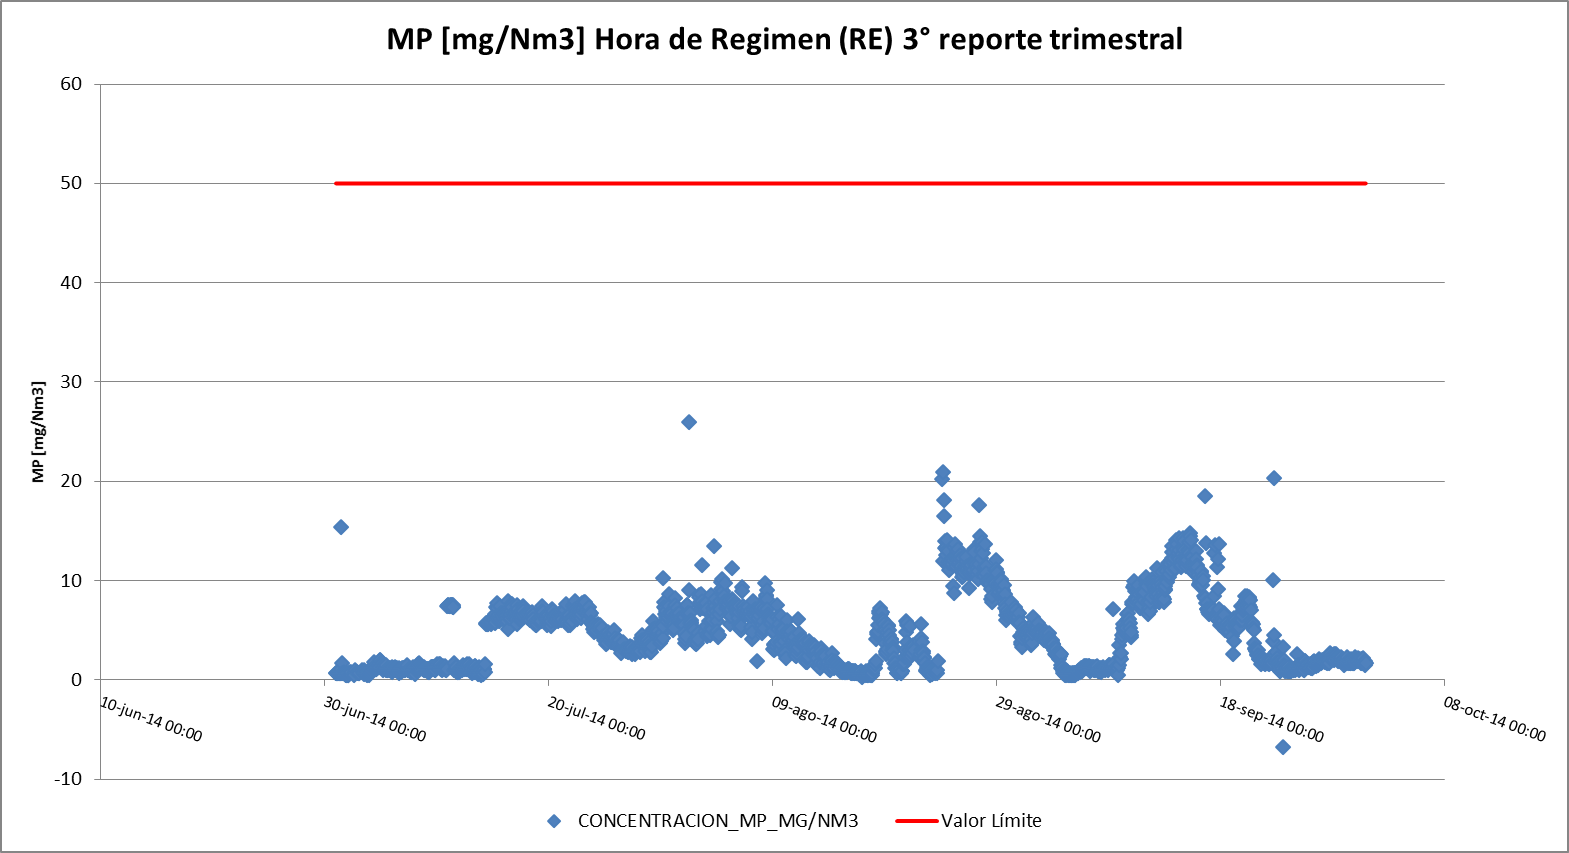 MP [mg/Nm3] Hora de Regimen (RE) 3° reporte trimestral
60
50
40
30
20
10
0
-10
MP [mg/Nm3]
10-jun-14 00:00
30-jun-14 00:00
20-jul-14 00:00
09-ago-14 00:00
29-ago-14 00:00
18-sep-14 00:00
08-oct-14 00:00
CONCENTRACION_MP_MG/NM3
Valor Límite